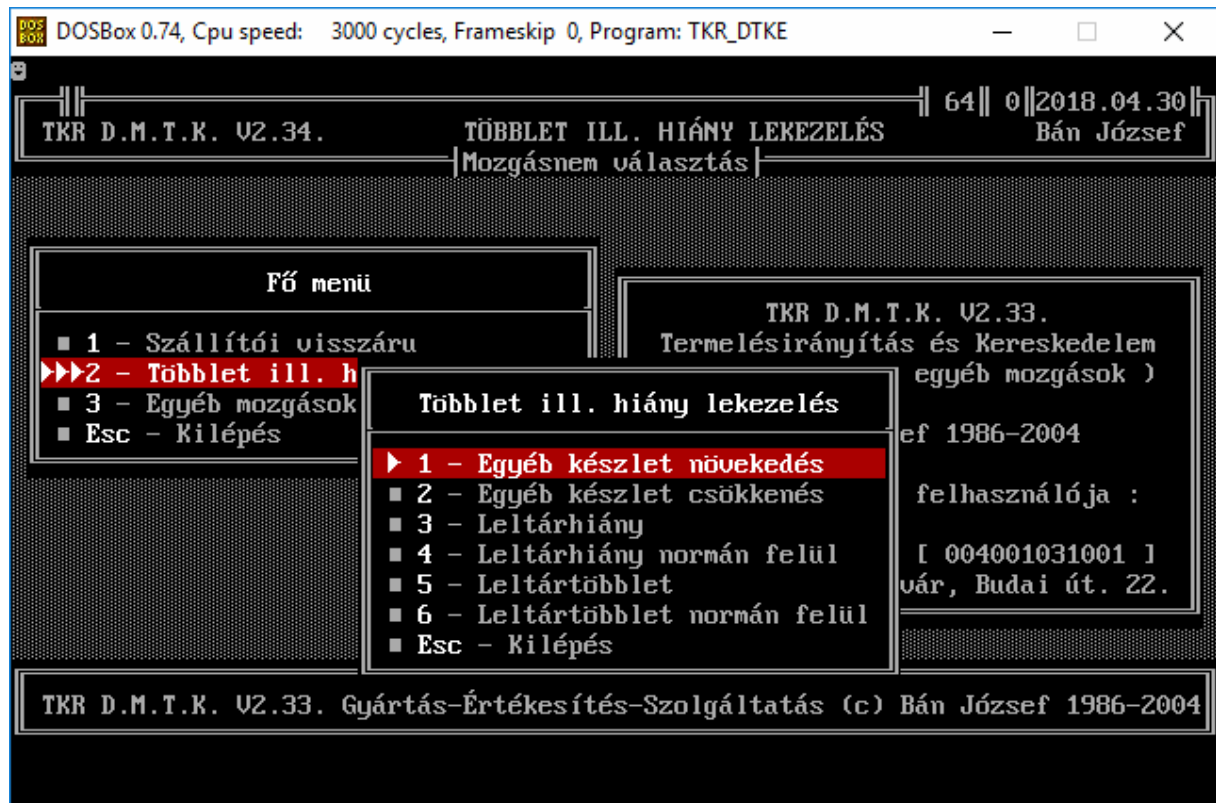 DOSBox 0.74, Cpu speed: 3000 cycles, Frameskip 0, Program: TKR_DTKE
64 0 2018.04.30
TKR D.M.T.K. V2.34. TÖBBLET ILL. HIÁNY LEKEZELÉS Bán József
Mozgásnem választás
Fő menü
1 - Szállítói visszáru
2 - Többlet ill. h
3 - Egyéb mozgások
Esc - Kilépés
TKR D.M.T.K. V2.33.
Termelésirányítás és Kereskedelem
egyéb mozgások )
ef 1986-2004
felhasználója :
[ 004001031001 ]
vár, Budai út. 22.
Többlet ill. hiány lekezelés
1 - Egyéb készlet növekedés
2 - Egyéb készlet csökkenés
3 - Leltárhiány
4 - Leltárhiány normán felül
5 - Leltártöbblet
6 - Leltártöbblet normán felül
Esc - Kilépés
TKR D.M.T.K. V2.33. Gyártás-Értékesítés-Szolgáltatás (c) Bán József 1986-2004